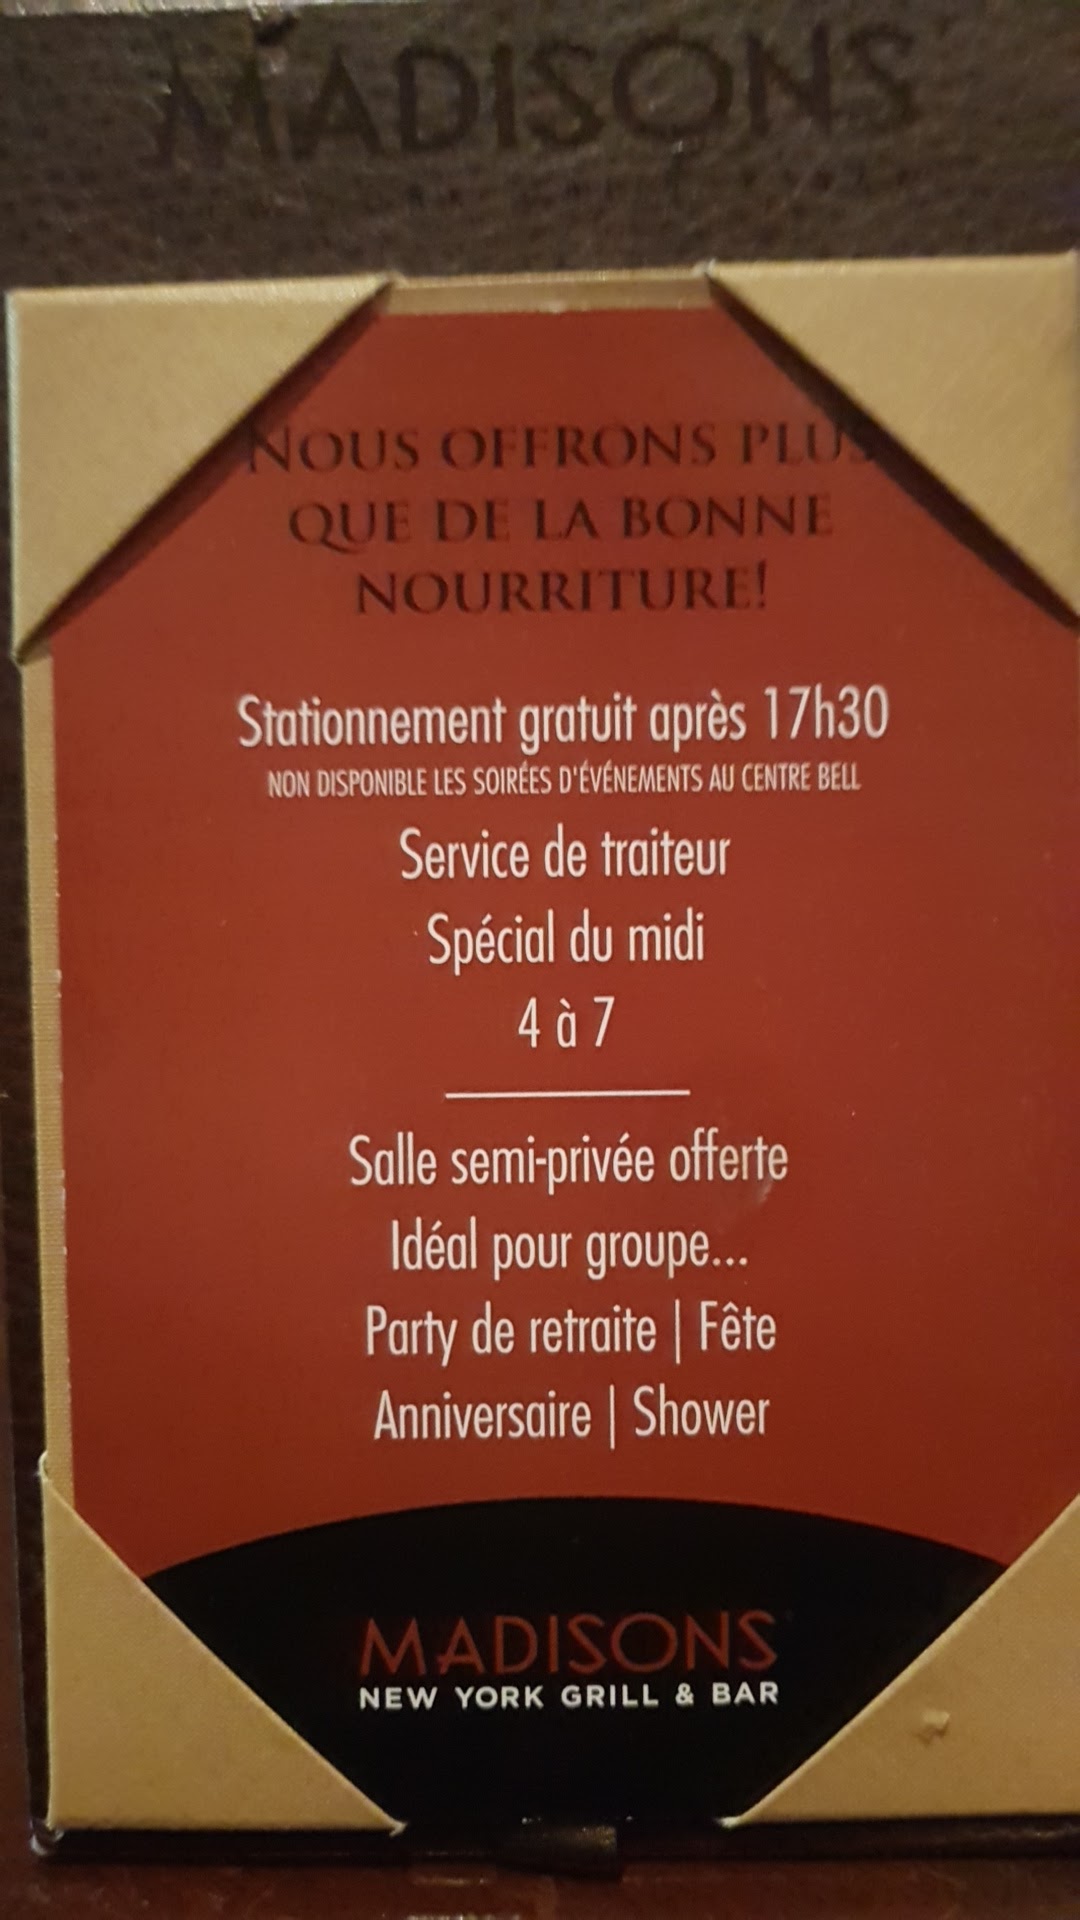 MADISONS
NOUS OFFRONS PLUS
QUE DE LA BONNE
NOURRITURE!
Stationnement gratuit après 17h30
NON DISPONIBLE LES SOIRÉES D'ÉVÉNEMENTS AU CENTRE BELL
Service de traiteur
Spécial du midi
4 à 7
Salle semi-privée offerte
Idéal pour groupe...
Party de retraite | Fête
Anniversaire | Shower
MADISONS
NEW YORK GRILL & BAR